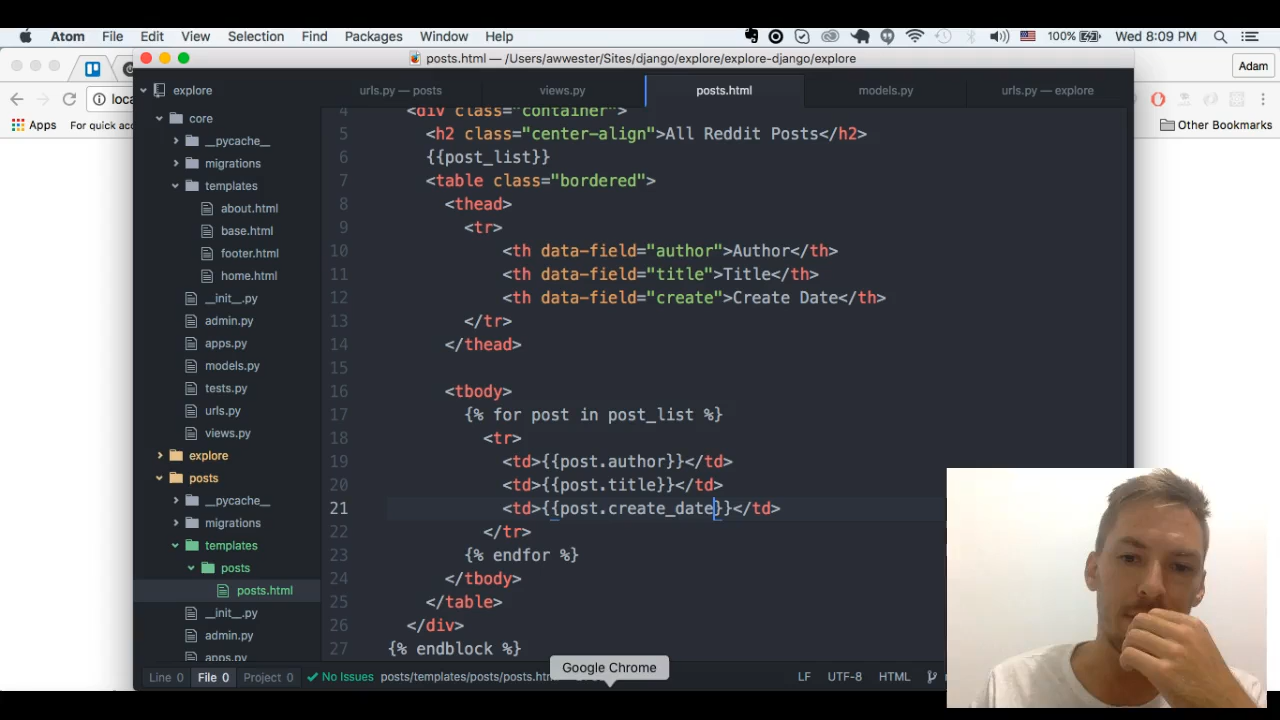 Atom File Edit View Selection Find Packages Window Help 100% Wed 8:09 PM
posts.html — /Users/awwester/Sites/django/explore/explore-django/explore
Adam
Apps
Other Bookmarks
explore
core
__pycache__
migrations
templates
about.html
base.html
footer.html
home.html
__init__.py
admin.py
apps.py
models.py
tests.py
urls.py
views.py
explore
posts
__pycache__
migrations
templates
posts
posts.html
__init__.py
admin.py
apps.py
urls.py — posts views.py posts.html models.py urls.py — explore
4 <div class="container">
5 <h2 class="center-align">All Reddit Posts</h2>
6 {{post_list}}
7 <table class="bordered">
8 <thead>
9 <tr>
10 <th data-field="author">Author</th>
11 <th data-field="title">Title</th>
12 <th data-field="create">Create Date</th>
13 </tr>
14 </thead>
15
16 <tbody>
17 {% for post in post_list %}
18 <tr>
19 <td>{{post.author}}</td>
20 <td>{{post.title}}</td>
21 <td>{{post.create_date}}</td>
22 </tr>
23 {% endfor %}
24 </tbody>
25 </table>
26 </div>
27 {% endblock %}
Google Chrome
Line 0 File 0 Project 0 No Issues LF UTF-8 HTML